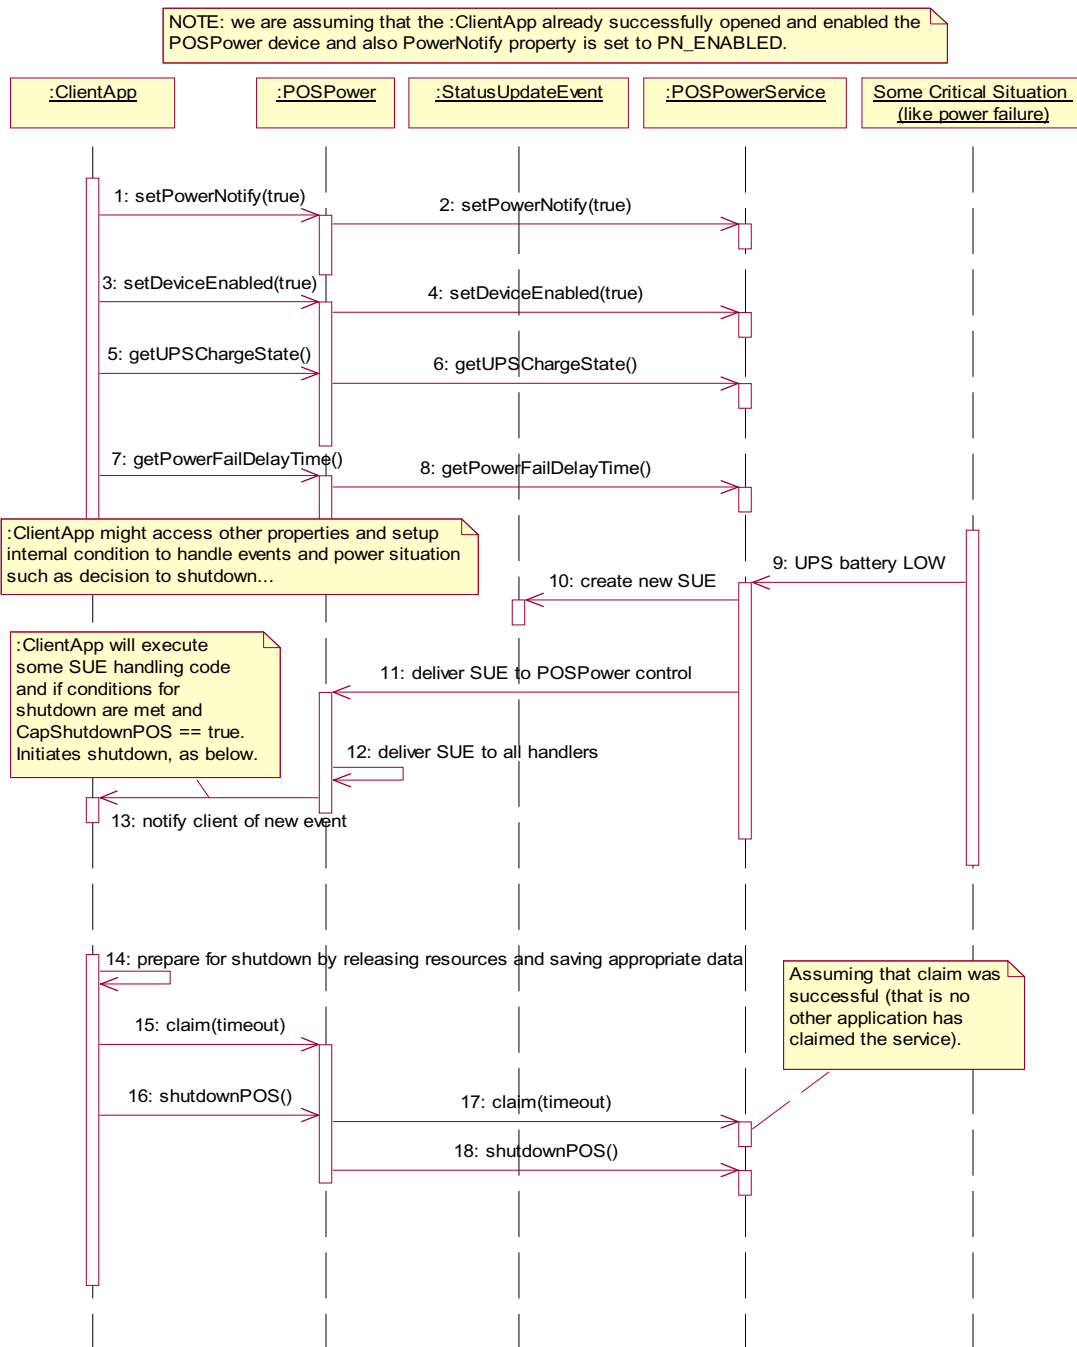 NOTE: we are assuming that the :ClientApp already successfully opened and enabled the
POSPower device and also PowerNotify property is set to PN_ENABLED.
:ClientApp
:POSPower
:StatusUpdateEvent
:POSPowerService
Some Critical Situation
(like power failure)
1: setPowerNotify(true)
2: setPowerNotify(true)
3: setDeviceEnabled(true)
4: setDeviceEnabled(true)
5: getUPSChargeState()
6: getUPSChargeState()
7: getPowerFailDelayTime()
8: getPowerFailDelayTime()
:ClientApp might access other properties and setup
internal condition to handle events and power situation
such as decision to shutdown...
9: UPS battery LOW
10: create new SUE
:ClientApp will execute
some SUE handling code
and if conditions for
shutdown are met and
CapShutdownPOS == true.
Initiates shutdown, as below.
11: deliver SUE to POSPower control
12: deliver SUE to all handlers
13: notify client of new event
14: prepare for shutdown by releasing resources and saving appropriate data
Assuming that claim was
successful (that is no
other application has
claimed the service).
15: claim(timeout)
16: shutdownPOS()
17: claim(timeout)
18: shutdownPOS()